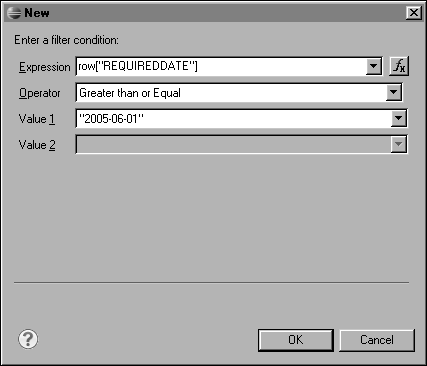 New
Enter a filter condition:
Expression row["REQUIREDDATE"] fx
Operator Greater than or Equal
Value 1 "2005-06-01"
Value 2
? OK Cancel